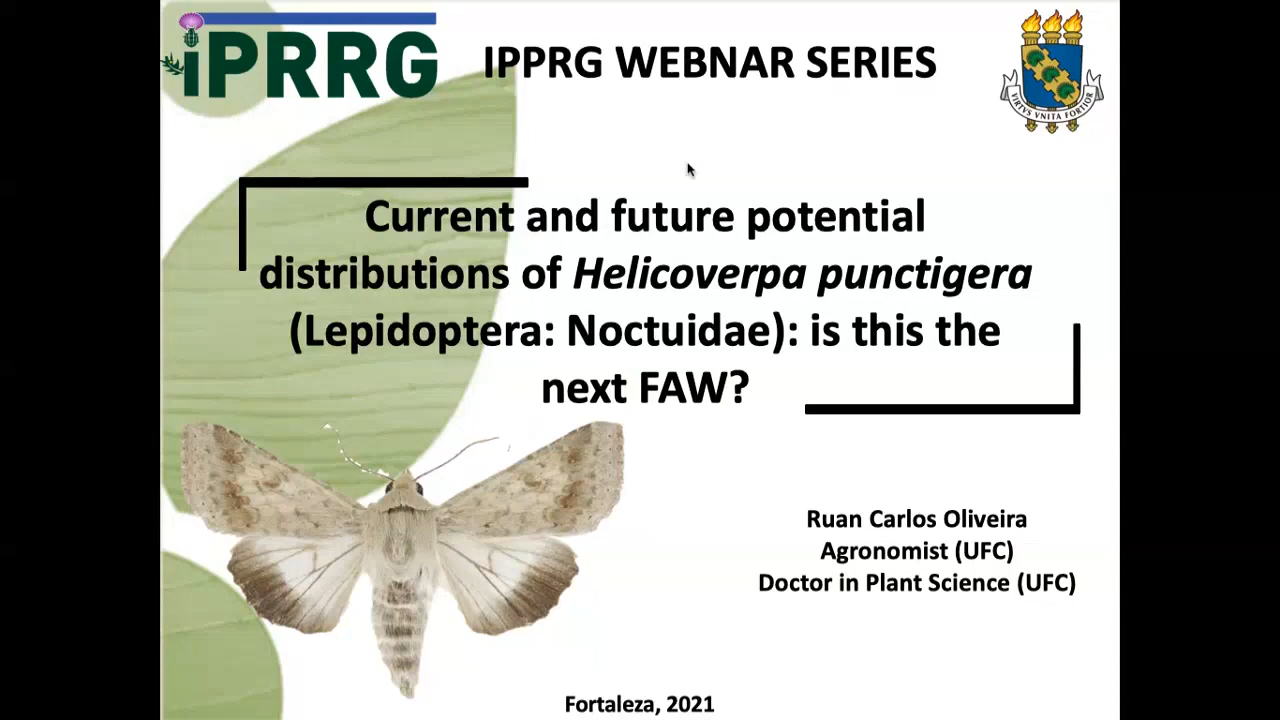 iPRRG
IPPRG WEBNAR SERIES
VIRTVS VNITA FORTIOR
Current and future potential
distributions of Helicoverpa punctigera
(Lepidoptera: Noctuidae): is this the
next FAW?
Ruan Carlos Oliveira
Agronomist (UFC)
Doctor in Plant Science (UFC)
Fortaleza, 2021